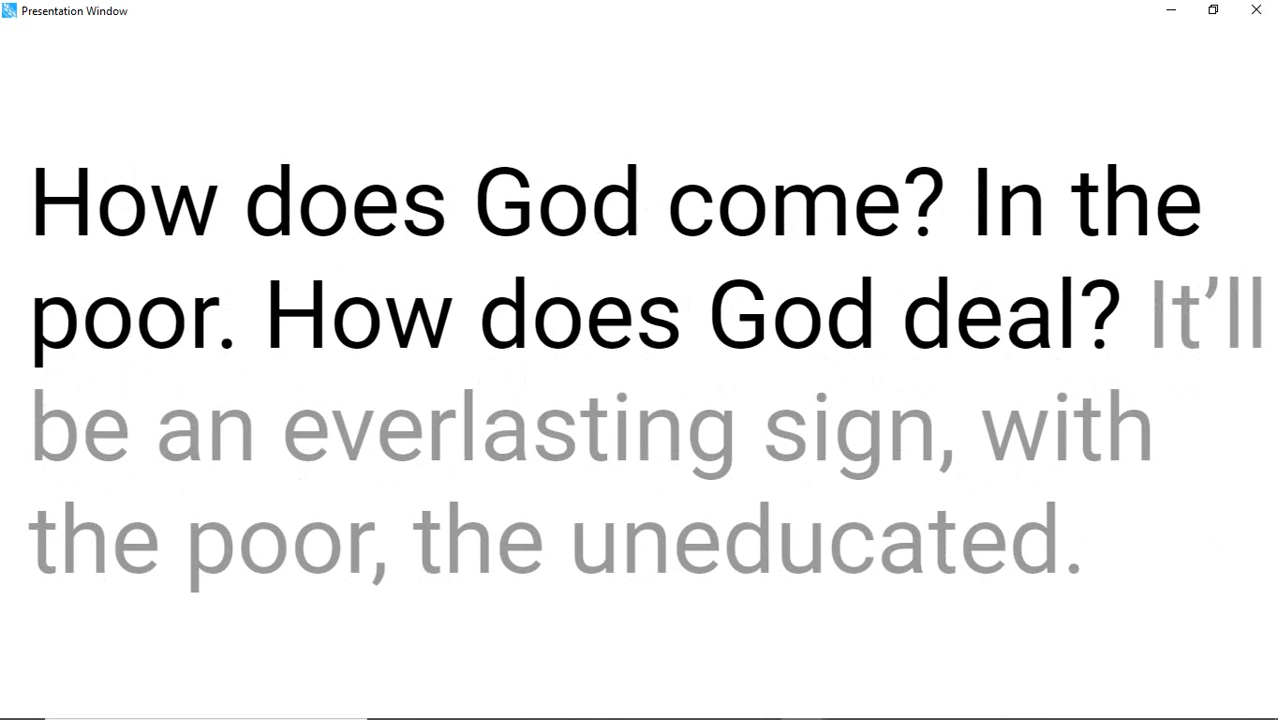 Presentation Window
How does God come? In the
poor. How does God deal? It’ll
be an everlasting sign, with
the poor, the uneducated.